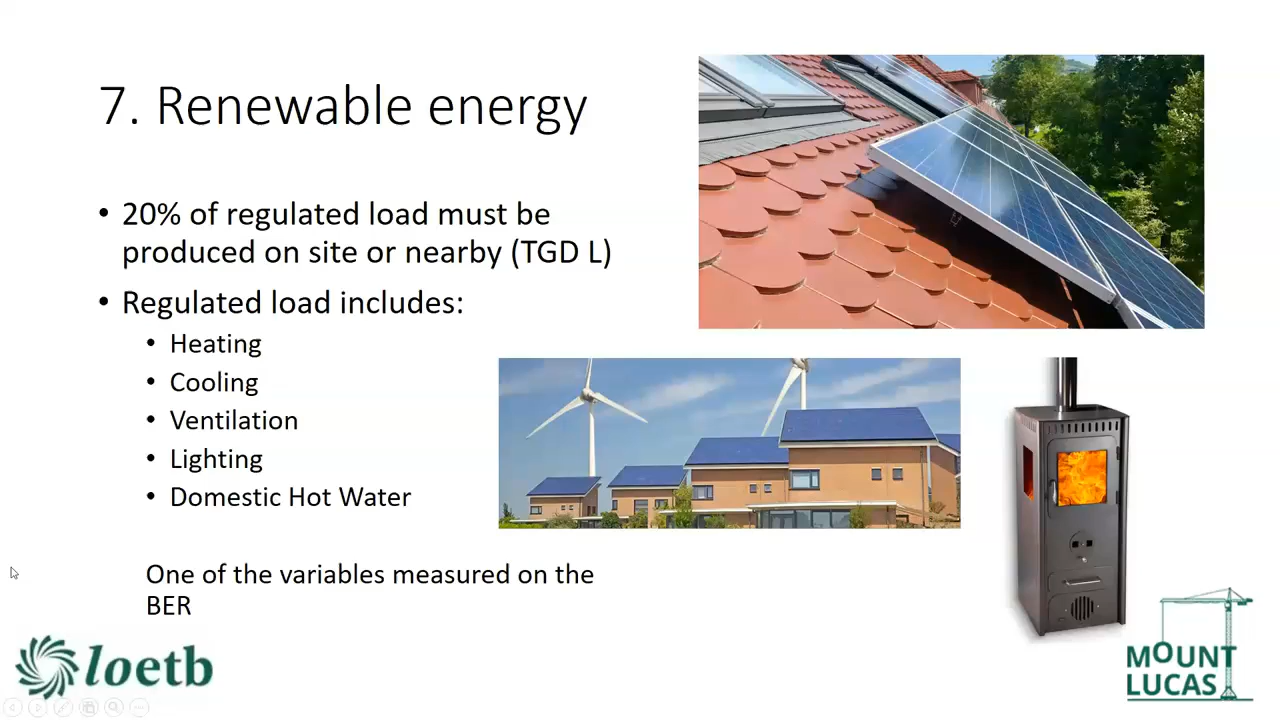 7. Renewable energy
• 20% of regulated load must be
produced on site or nearby (TGD L)
• Regulated load includes:
• Heating
• Cooling
• Ventilation
• Lighting
• Domestic Hot Water
One of the variables measured on the
BER
loetb
MOUNT
LUCAS